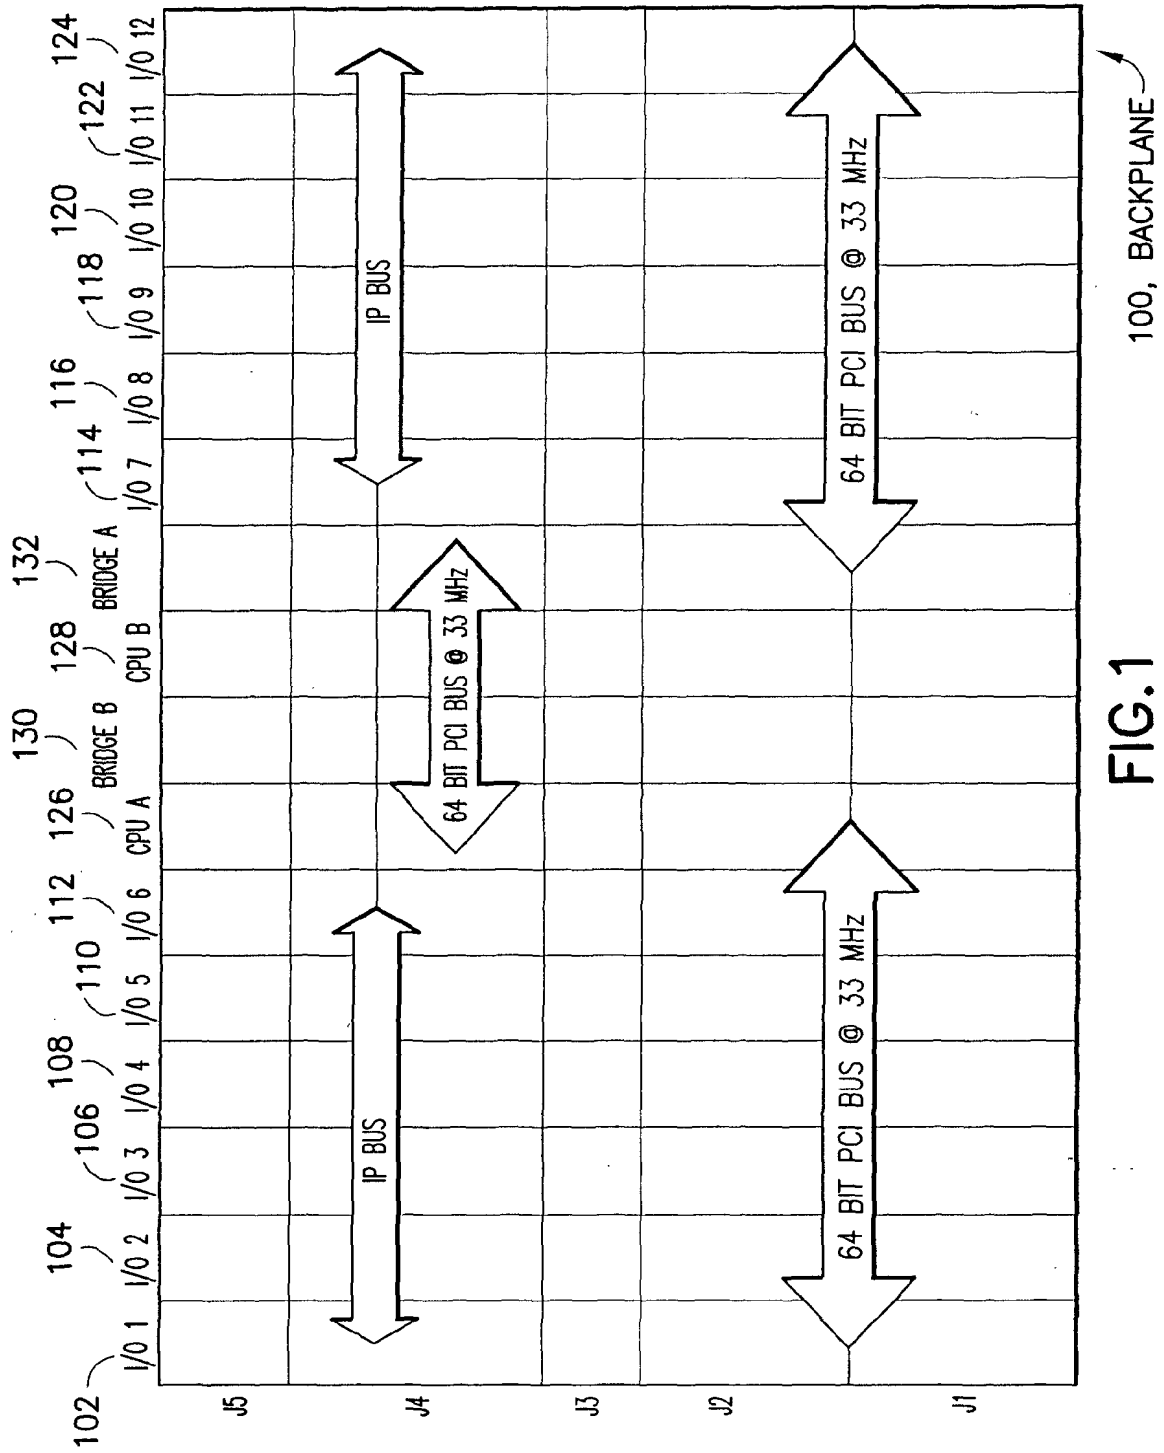 130 132
102 104 106 108 110 112 126 128 114 116 118 120 122 124
I/O 1 I/O 2 I/O 3 I/O 4 I/O 5 I/O 6 CPU A BRIDGE B CPU B BRIDGE A I/O 7 I/O 8 I/O 9 I/O 10 I/O 11 I/O 12
J5
J4
IP BUS
IP BUS
64 BIT PCI BUS @ 33 MHz
J3
J2
64 BIT PCI BUS @ 33 MHz
64 BIT PCI BUS @ 33 MHz
J1
100, BACKPLANE
FIG.1